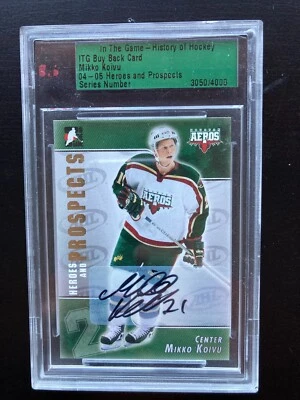 In The Game - History of Hockey
ITG Buy Back Card
Mikko Koivu
04 - 05 Heroes and Prospects
Series Number 3050/4000
AEROS
AEROS
HEROES
AND
PROSPECTS
21
CENTER
MIKKO KOIVU